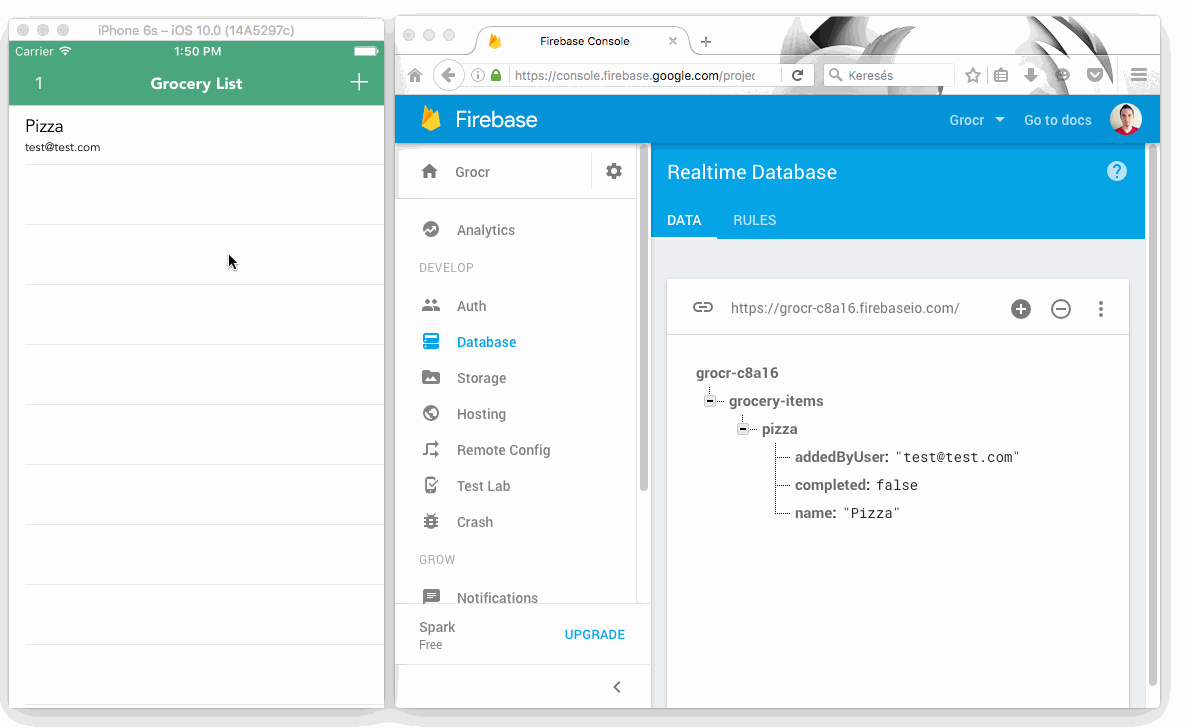 iPhone 6s – iOS 10.0 (14A5297c)
Carrier 1:50 PM
1 Grocery List +
Pizza
test@test.com
Firebase Console
https://console.firebase.google.com/projec
Keresés
Firebase
Grocr
Go to docs
Grocr
Analytics
DEVELOP
Auth
Database
Storage
Hosting
Remote Config
Test Lab
Crash
GROW
Notifications
Spark
Free
UPGRADE
Realtime Database
DATA RULES
https://grocr-c8a16.firebaseio.com/
grocr-c8a16
grocery-items
pizza
addedByUser: "test@test.com"
completed: false
name: "Pizza"